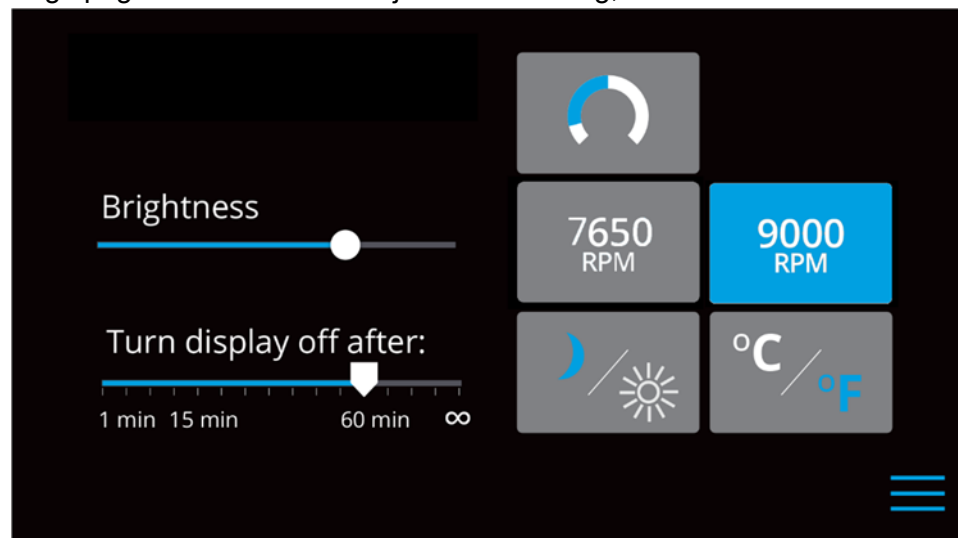 Brightness
7650
RPM
9000
RPM
Turn display off after:
1 min 15 min 60 min ∞
°C/°F